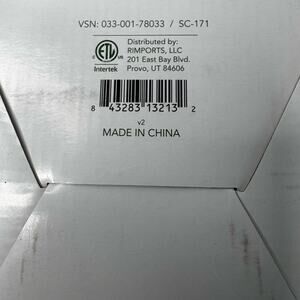 VSN: 033-001-78033 / SC-171
ETL
Intertek
Distributed by:
RIMPORTS, LLC
201 East Bay Blvd.
Provo, UT 84606
8 43283 13213 2
v2
MADE IN CHINA